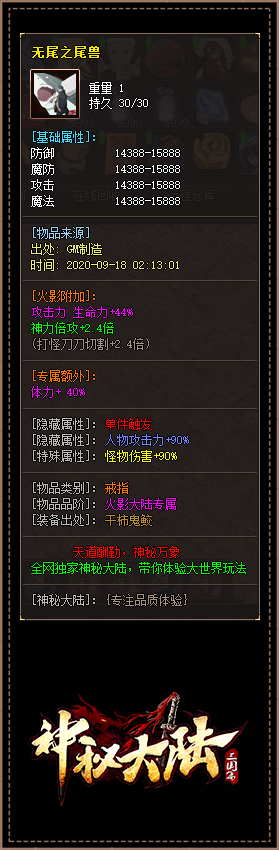 无尾之尾兽
重量 1
持久 30/30
[基础属性]:
防御 14388-15888
魔防 14388-15888
攻击 14388-15888
魔法 14388-15888
[物品来源]
出处: GM制造
时间: 2020-09-18 02:13:01
[火影附加]:
攻击力 生命力+44%
神力倍攻+2.4倍
(打怪刀刀切割+2.4倍)
[专属额外]:
体力+ 40%
[隐藏属性]: 单件触发
[隐藏属性]: 人物攻击力+90%
[特殊属性]: 怪物伤害+90%
[物品类别]: 戒指
[物品品阶]: 火影大陆专属
[装备出处]: 干柿鬼鲛
天道酬勤，神秘万象
全网独家神秘大陆，带你体验大世界玩法
[神秘大陆]: {专注品质体验}
神秘大陆
三国篇